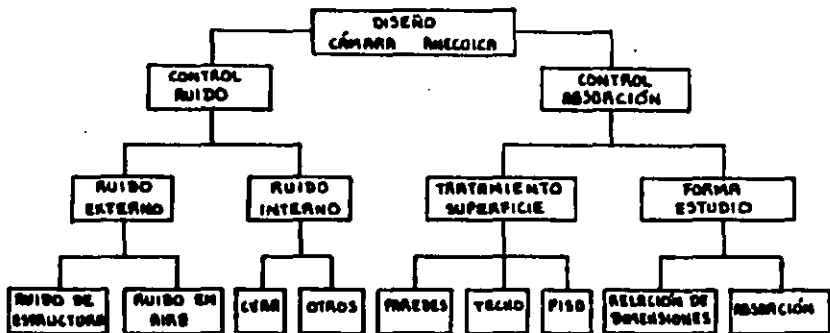 DISEÑO
CÁMARA ANECOICA
CONTROL
RUIDO
CONTROL
ABSORCIÓN
RUIDO
EXTERNO
RUIDO
INTERNO
TRATAMIENTO
SUPERFICIE
FORMA
ESTUDIO
RUIDO DE
ESTRUCTURA
RUIDO EN
AIRE
OTROS
PAREDES
TECHO
PISO
RELACIÓN DE
DIMENSIONES
ABSORCIÓN